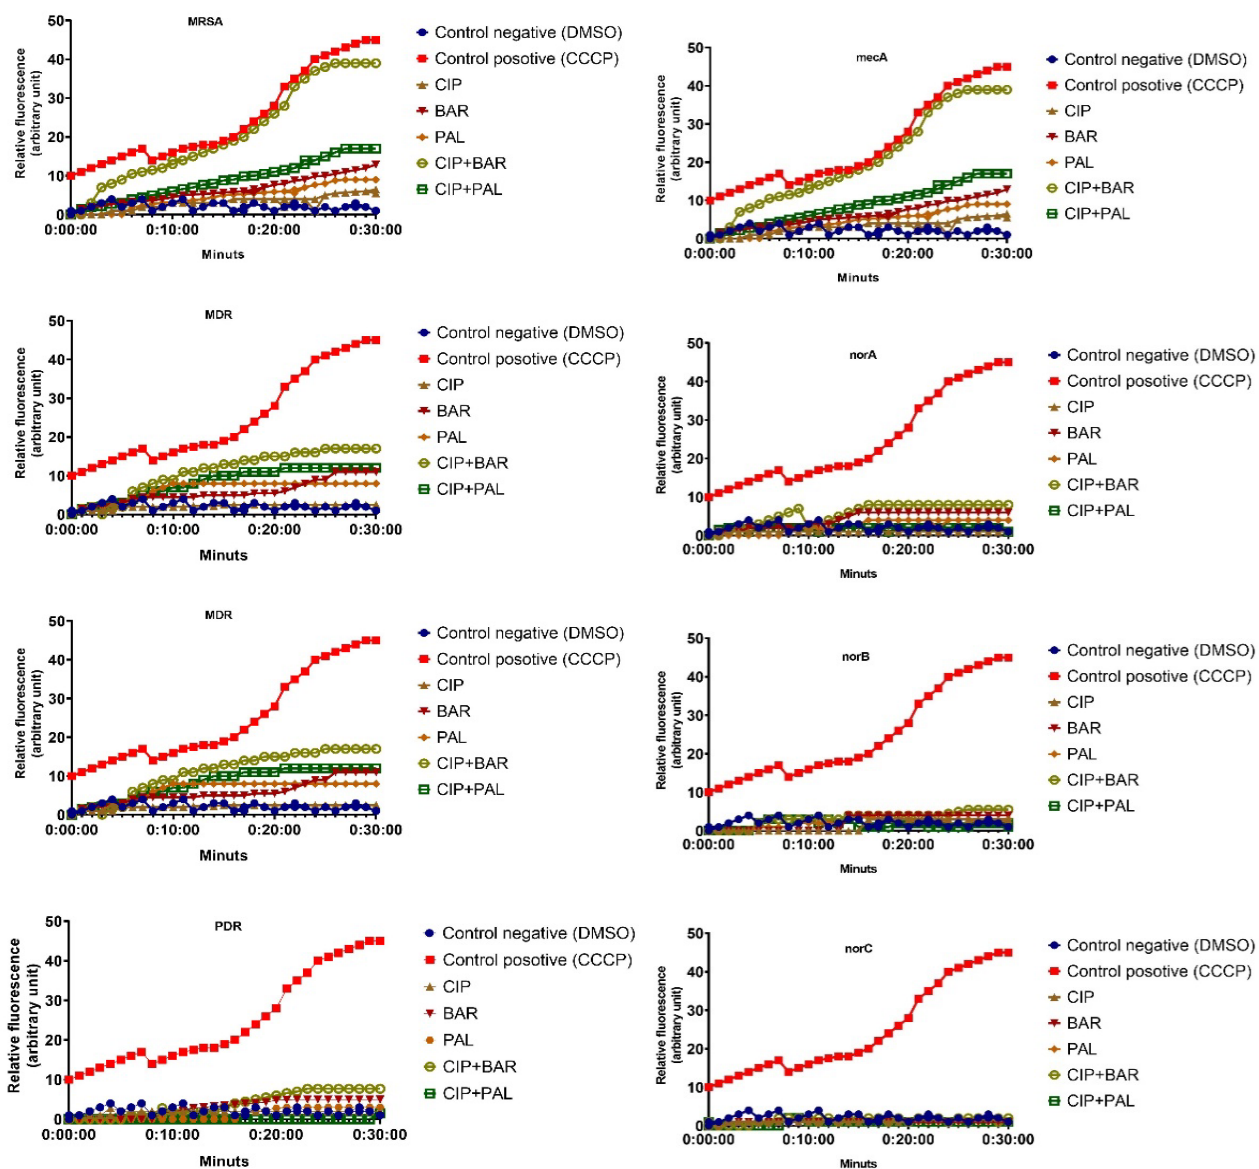 MRSA
Relative fluorescence
(arbitrary unit)
50
40
30
20
10
0
0:00:00
0:10:00
0:20:00
0:30:00
Minuts
Control negative (DMSO)
Control posotive (CCCP)
CIP
BAR
PAL
CIP+BAR
CIP+PAL
mecA
Relative fluorescence
(arbitrary unit)
50
40
30
20
10
0
0:00:00
0:10:00
0:20:00
0:30:00
Minuts
Control negative (DMSO)
Control posotive (CCCP)
CIP
BAR
PAL
CIP+BAR
CIP+PAL
MDR
Relative fluorescence
(arbitrary unit)
50
40
30
20
10
0
0:00:00
0:10:00
0:20:00
0:30:00
Minuts
Control negative (DMSO)
Control posotive (CCCP)
CIP
BAR
PAL
CIP+BAR
CIP+PAL
norA
Relative fluorescence
(arbitrary unit)
50
40
30
20
10
0
0:00:00
0:10:00
0:20:00
0:30:00
Minuts
Control negative (DMSO)
Control posotive (CCCP)
CIP
BAR
PAL
CIP+BAR
CIP+PAL
MDR
Relative fluorescence
(arbitrary unit)
50
40
30
20
10
0
0:00:00
0:10:00
0:20:00
0:30:00
Minuts
Control negative (DMSO)
Control posotive (CCCP)
CIP
BAR
PAL
CIP+BAR
CIP+PAL
norB
Relative fluorescence
(arbitrary unit)
50
40
30
20
10
0
0:00:00
0:10:00
0:20:00
0:30:00
Minuts
Control negative (DMSO)
Control posotive (CCCP)
CIP
BAR
PAL
CIP+BAR
CIP+PAL
PDR
Relative fluorescence
(arbitrary unit)
50
40
30
20
10
0
0:00:00
0:10:00
0:20:00
0:30:00
Minuts
Control negative (DMSO)
Control posotive (CCCP)
CIP
BAR
PAL
CIP+BAR
CIP+PAL
norC
Relative fluorescence
(arbitrary unit)
50
40
30
20
10
0
0:00:00
0:10:00
0:20:00
0:30:00
Minuts
Control negative (DMSO)
Control posotive (CCCP)
CIP
BAR
PAL
CIP+BAR
CIP+PAL